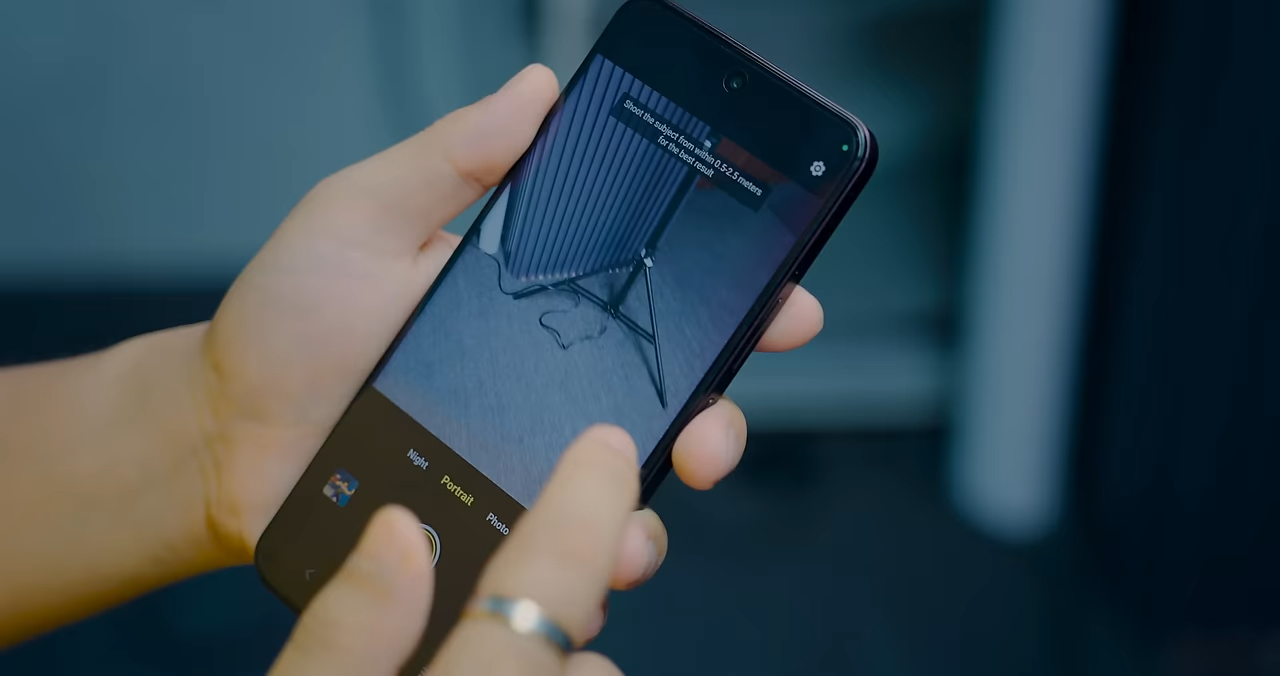 Shoot the subject from within 0.5-2.5 meters
for the best result
Night
Portrait
Photo